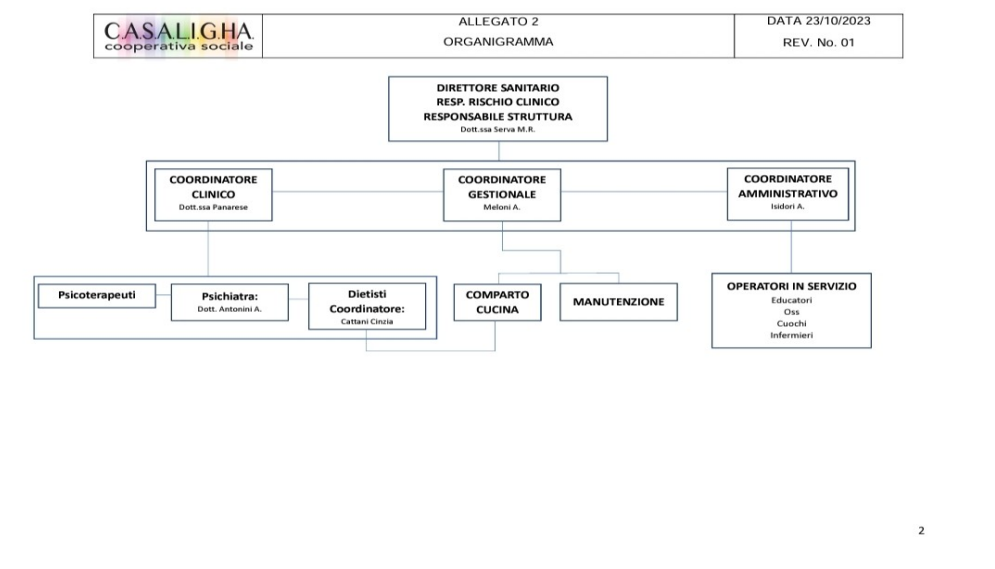 C.A.S.A.L.I.G.HA.
cooperativa sociale
ALLEGATO 2
ORGANIGRAMMA
DATA 23/10/2023
REV. No. 01
DIRETTORE SANITARIO
RESP. RISCHIO CLINICO
RESPONSABILE STRUTTURA
Dott.ssa Serva M.R.
COORDINATORE
CLINICO
Dott.ssa Panarese
COORDINATORE
GESTIONALE
Meloni A.
COORDINATORE
AMMINISTRATIVO
Isidori A.
Psicoterapeuti
Psichiatra:
Dott. Antonini A.
Dietisti
Coordinatore:
Cattani Cinzia
COMPARTO
CUCINA
MANUTENZIONE
OPERATORI IN SERVIZIO
Educatori
Oss
Cuochi
Infermieri
2